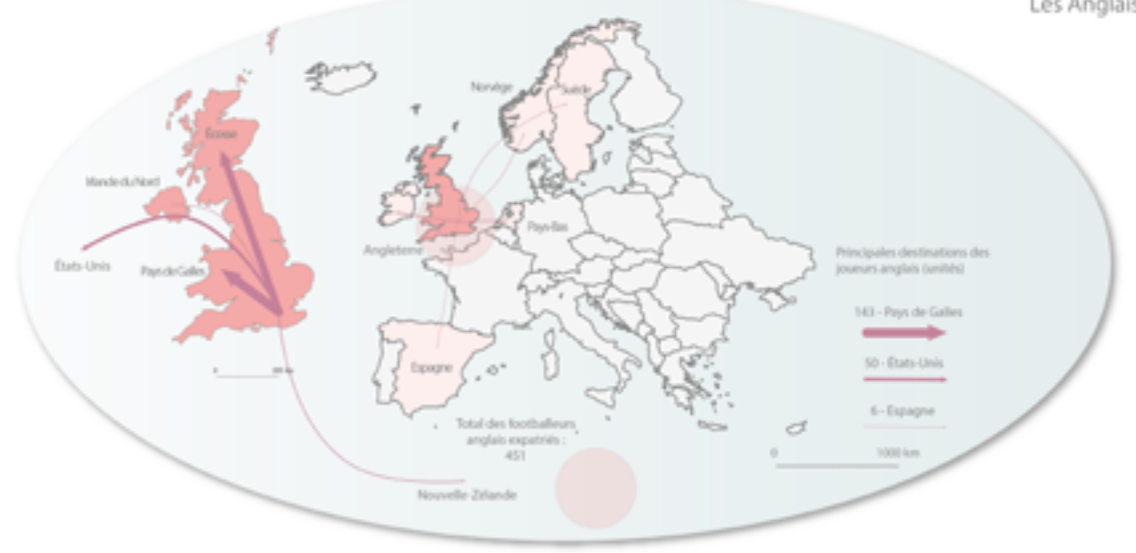 Les Anglais
Norvège
Suède
Écosse
Irlande du Nord
Pays-Bas
Angleterre
États-Unis
Pays de Galles
Principales destinations des
joueurs anglais (unités)
143 - Pays de Galles
50 - États-Unis
Espagne
6 - Espagne
Total des footballeurs
anglais expatriés :
451
0 1000 km
Nouvelle-Zélande